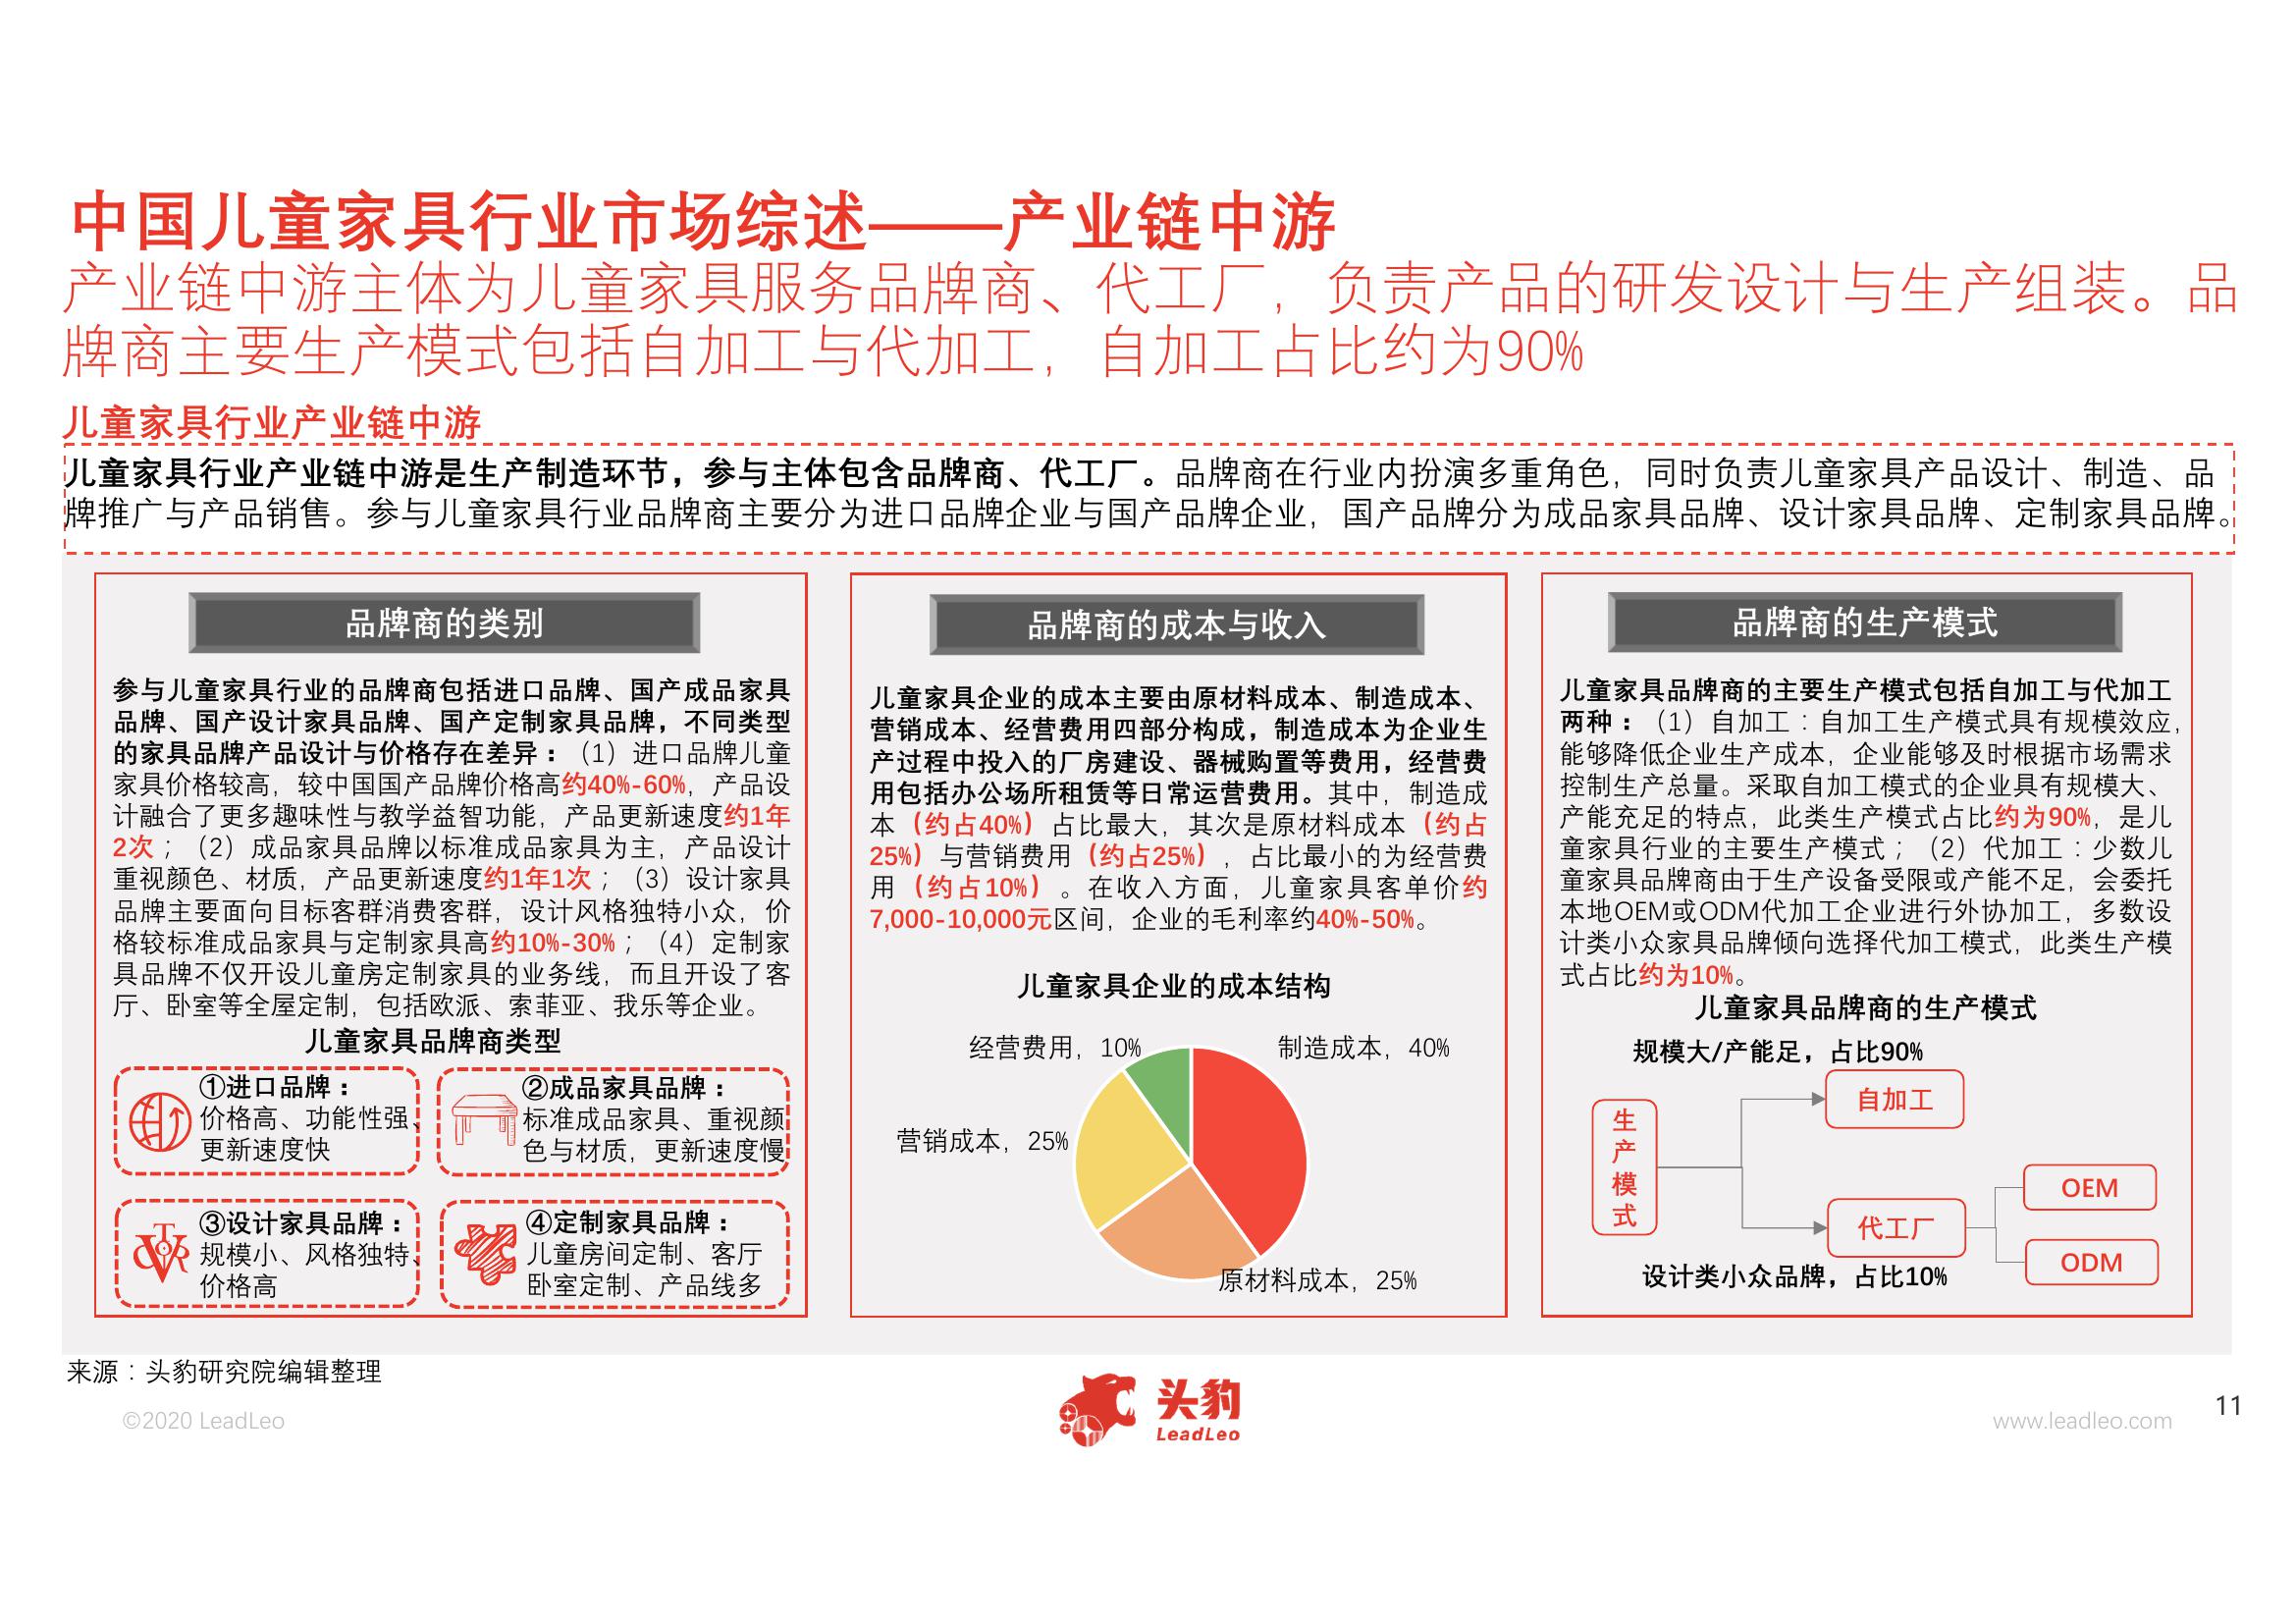 中国儿童家具行业市场综述——产业链中游
产业链中游主体为儿童家具服务品牌商、代工厂，负责产品的研发设计与生产组装。品
牌商主要生产模式包括自加工与代加工，自加工占比约为90%
儿童家具行业产业链中游
儿童家具行业产业链中游是生产制造环节，参与主体包含品牌商、代工厂。品牌商在行业内扮演多重角色，同时负责儿童家具产品设计、制造、品
牌推广与产品销售。参与儿童家具行业品牌商主要分为进口品牌企业与国产品牌企业，国产品牌分为成品家具品牌、设计家具品牌、定制家具品牌。
品牌商的类别
参与儿童家具行业的品牌商包括进口品牌、国产成品家具
品牌、国产设计家具品牌、国产定制家具品牌，不同类型
的家具品牌产品设计与价格存在差异：（1）进口品牌儿童
家具价格较高，较中国国产品牌价格高约40%-60%，产品设
计融合了更多趣味性与教学益智功能，产品更新速度约1年
2次；（2）成品家具品牌以标准成品家具为主，产品设计
重视颜色、材质，产品更新速度约1年1次；（3）设计家具
品牌主要面向目标客群消费客群，设计风格独特小众，价
格较标准成品家具与定制家具高约10%-30%；（4）定制家
具品牌不仅开设儿童房定制家具的业务线，而且开设了客
厅、卧室等全屋定制，包括欧派、索菲亚、我乐等企业。
儿童家具品牌商类型
①进口品牌：
价格高、功能性强、
更新速度快
②成品家具品牌：
标准成品家具、重视颜
色与材质，更新速度慢
③设计家具品牌：
规模小、风格独特、
价格高
④定制家具品牌：
儿童房间定制、客厅
卧室定制、产品线多
品牌商的成本与收入
儿童家具企业的成本主要由原材料成本、制造成本、
营销成本、经营费用四部分构成，制造成本为企业生
产过程中投入的厂房建设、器械购置等费用，经营费
用包括办公场所租赁等日常运营费用。其中，制造成
本（约占40%）占比最大，其次是原材料成本（约占
25%）与营销费用（约占25%），占比最小的为经营费
用（约占10%）。在收入方面，儿童家具客单价约
7,000-10,000元区间，企业的毛利率约40%-50%。
儿童家具企业的成本结构
经营费用，10%
制造成本，40%
营销成本，25%
原材料成本，25%
品牌商的生产模式
儿童家具品牌商的主要生产模式包括自加工与代加工
两种：（1）自加工：自加工生产模式具有规模效应，
能够降低企业生产成本，企业能够及时根据市场需求
控制生产总量。采取自加工模式的企业具有规模大、
产能充足的特点，此类生产模式占比约为90%，是儿
童家具行业的主要生产模式；（2）代加工：少数儿
童家具品牌商由于生产设备受限或产能不足，会委托
本地OEM或ODM代加工企业进行外协加工，多数设
计类小众家具品牌倾向选择代加工模式，此类生产模
式占比约为10%。
儿童家具品牌商的生产模式
规模大/产能足，占比90%
自加工
生
产
模
式
OEM
代工厂
ODM
设计类小众品牌，占比10%
来源：头豹研究院编辑整理
©2020 LeadLeo
头豹
LeadLeo
www.leadleo.com
11